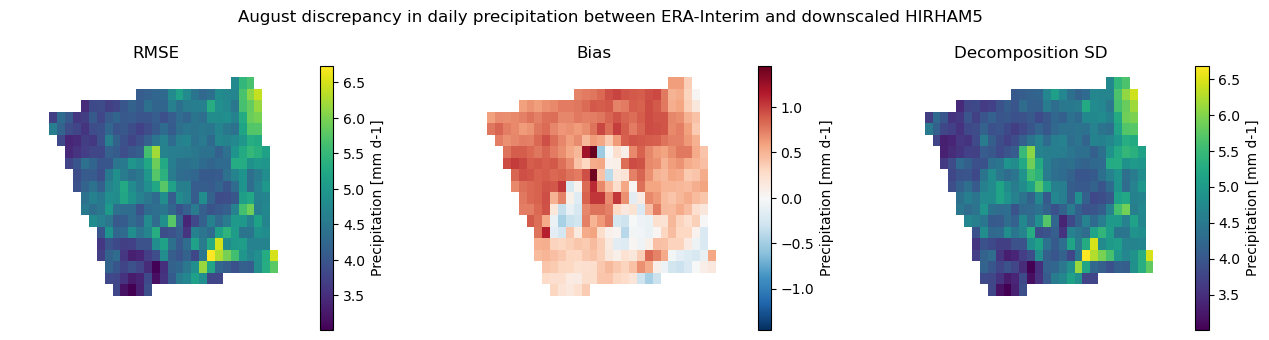 August discrepancy in daily precipitation between ERA-Interim and downscaled HIRHAM5
RMSE
6.5
6.0
5.5
5.0
4.5
4.0
3.5
Precipitation [mm d-1]
Bias
1.0
0.5
0.0
−0.5
−1.0
Precipitation [mm d-1]
Decomposition SD
6.5
6.0
5.5
5.0
4.5
4.0
3.5
Precipitation [mm d-1]